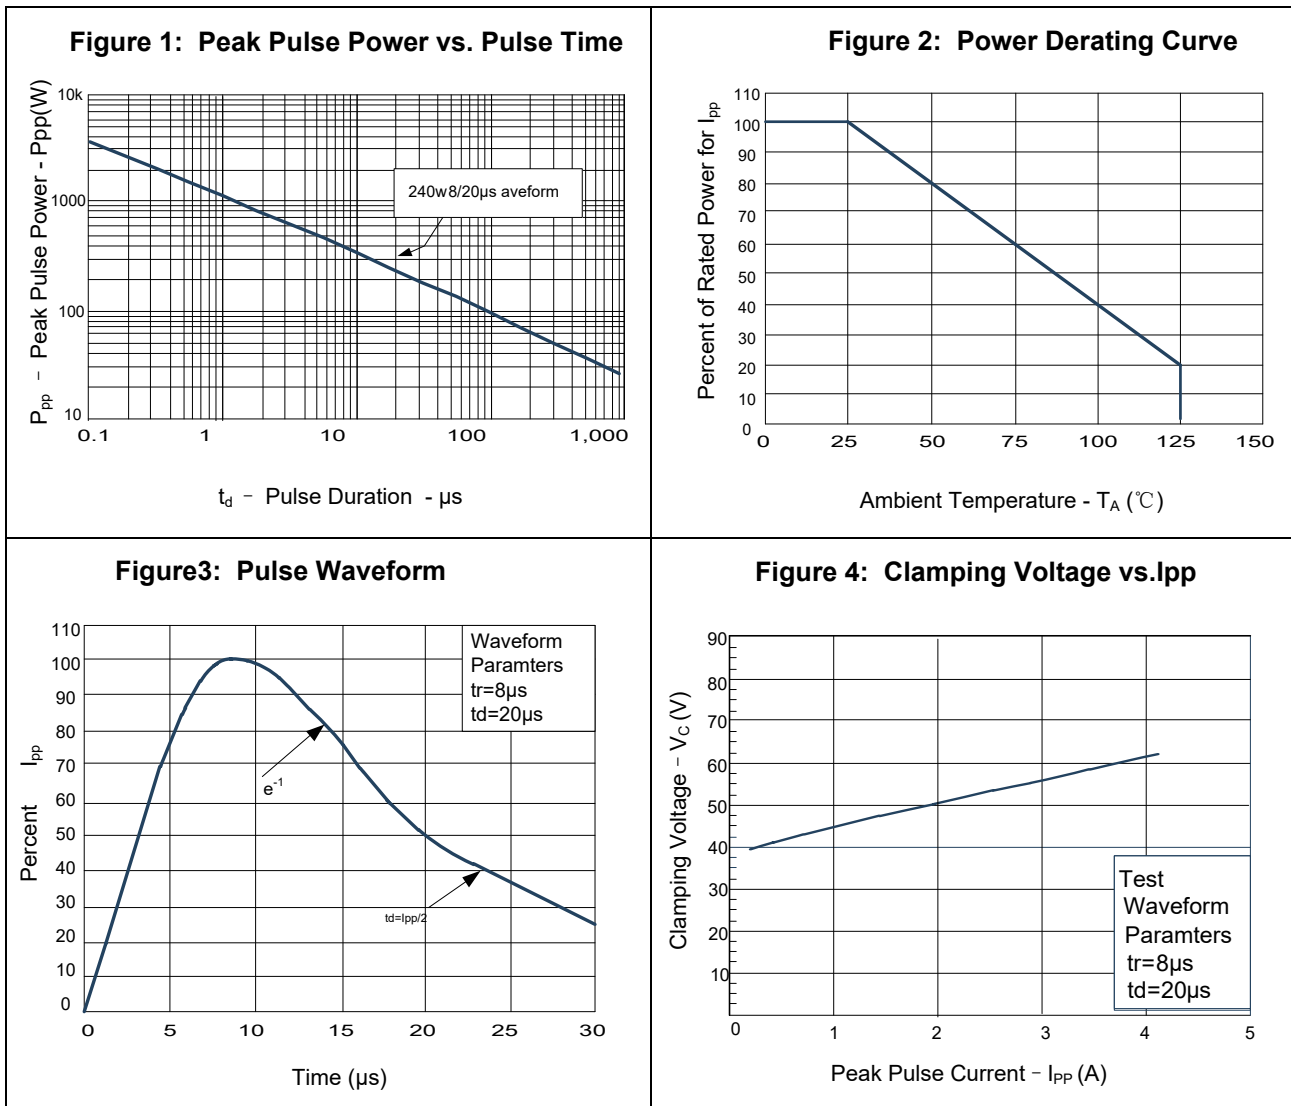 Figure 1: Peak Pulse Power vs. Pulse Time
Ppp – Peak Pulse Power - Ppp(W)
10k
1000
100
10
240w8/20µs aveform
0.1 1 10 100 1,000
td – Pulse Duration - µs
Figure 2: Power Derating Curve
Percent of Rated Power for Ipp
110
100
90
80
70
60
50
40
30
20
10
0
0 25 50 75 100 125 150
Ambient Temperature - TA (℃)
Figure3: Pulse Waveform
Percent Ipp
110
100
90
80
70
60
50
40
30
20
10
0
Waveform
Paramters
tr=8µs
td=20µs
e-1
td=Ipp/2
0 5 10 15 20 25 30
Time (µs)
Figure 4: Clamping Voltage vs.Ipp
Clamping Voltage – VC (V)
90
80
70
60
50
40
30
20
10
Test
Waveform
Paramters
tr=8µs
td=20µs
0 1 2 3 4 5
Peak Pulse Current – IPP (A)